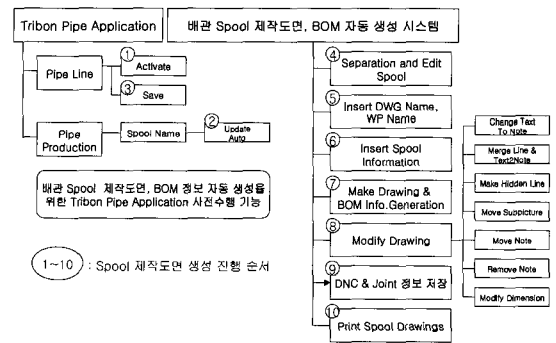 Tribon Pipe Application
배관 Spool 제작도면, BOM 자동 생성 시스템
①
Pipe Line
Activate
③
Save
②
Pipe
Production
Spool Name
Update
Auto
배관 Spool 제작도면, BOM 정보 자동 생성을
위한 Tribon Pipe Application 사전수행 기능
1~10 : Spool 제작도면 생성 진행 순서
④
Separation and Edit
Spool
⑤
Insert DWG Name,
WP Name
⑥
Insert Spool
Information
⑦
Make Drawing &
BOM Info.Generation
⑧
Modify Drawing
⑨
DNC & Joint 정보 저장
⑩
Print Spool Drawings
Change Text
To Note
Merge Line &
Text2Note
Make Hidden Line
Move Suppicture
Move Note
Remove Note
Modify Dimension